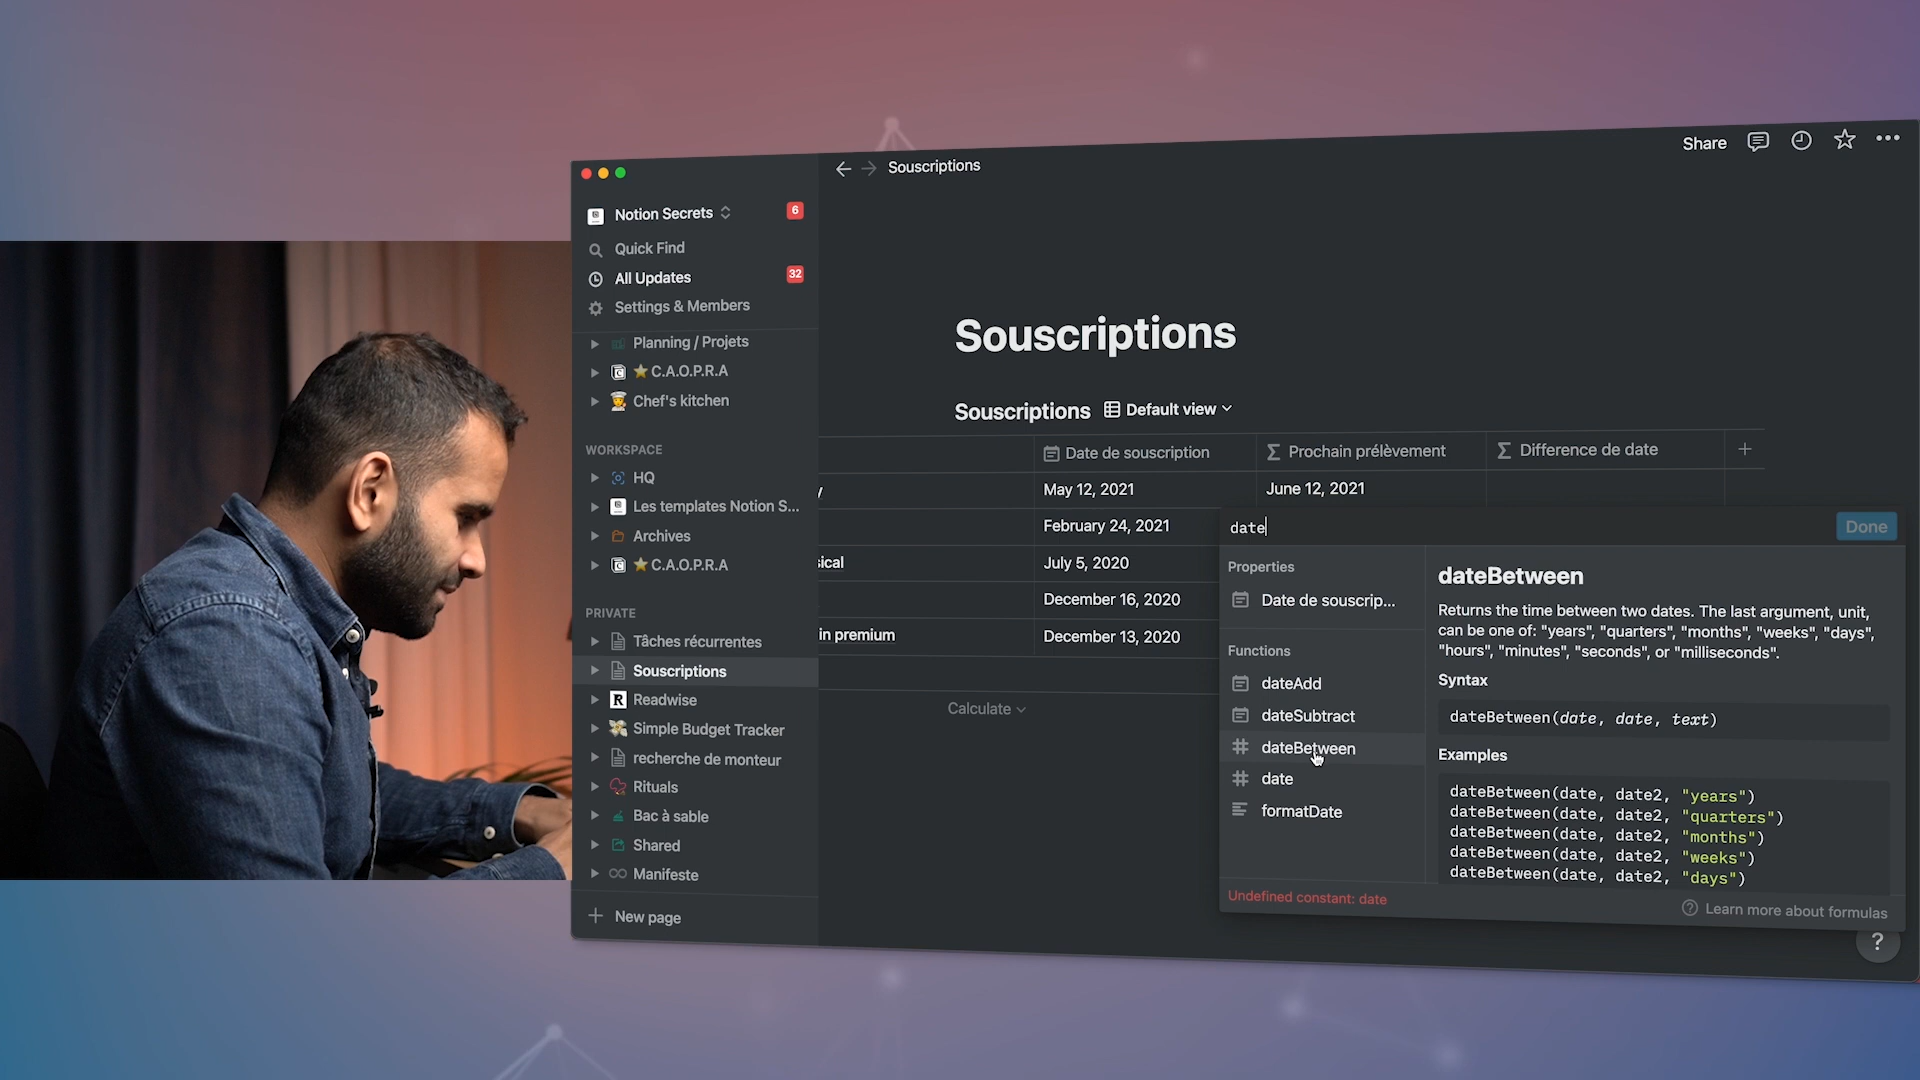 Share
Souscriptions
Notion Secrets
6
Quick Find
All Updates
32
Settings & Members
Planning / Projets
C.A.O.P.R.A
Chef's kitchen
WORKSPACE
HQ
Les templates Notion S...
Archives
C.A.O.P.R.A
PRIVATE
Tâches récurrentes
Souscriptions
Readwise
Simple Budget Tracker
recherche de monteur
Rituals
Bac à sable
Shared
Manifeste
New page
Souscriptions
Souscriptions Default view
Date de souscription Prochain prélèvement Difference de date
y May 12, 2021 June 12, 2021
February 24, 2021
sical July 5, 2020
December 16, 2020
in premium December 13, 2020
Calculate
date Done
Properties
Date de souscrip...
Functions
dateAdd
dateSubtract
dateBetween
date
formatDate
Undefined constant: date
dateBetween
Returns the time between two dates. The last argument, unit,
can be one of: "years", "quarters", "months", "weeks", "days",
"hours", "minutes", "seconds", or "milliseconds".
Syntax
dateBetween(date, date, text)
Examples
dateBetween(date, date2, "years")
dateBetween(date, date2, "quarters")
dateBetween(date, date2, "months")
dateBetween(date, date2, "weeks")
dateBetween(date, date2, "days")
? Learn more about formulas
?